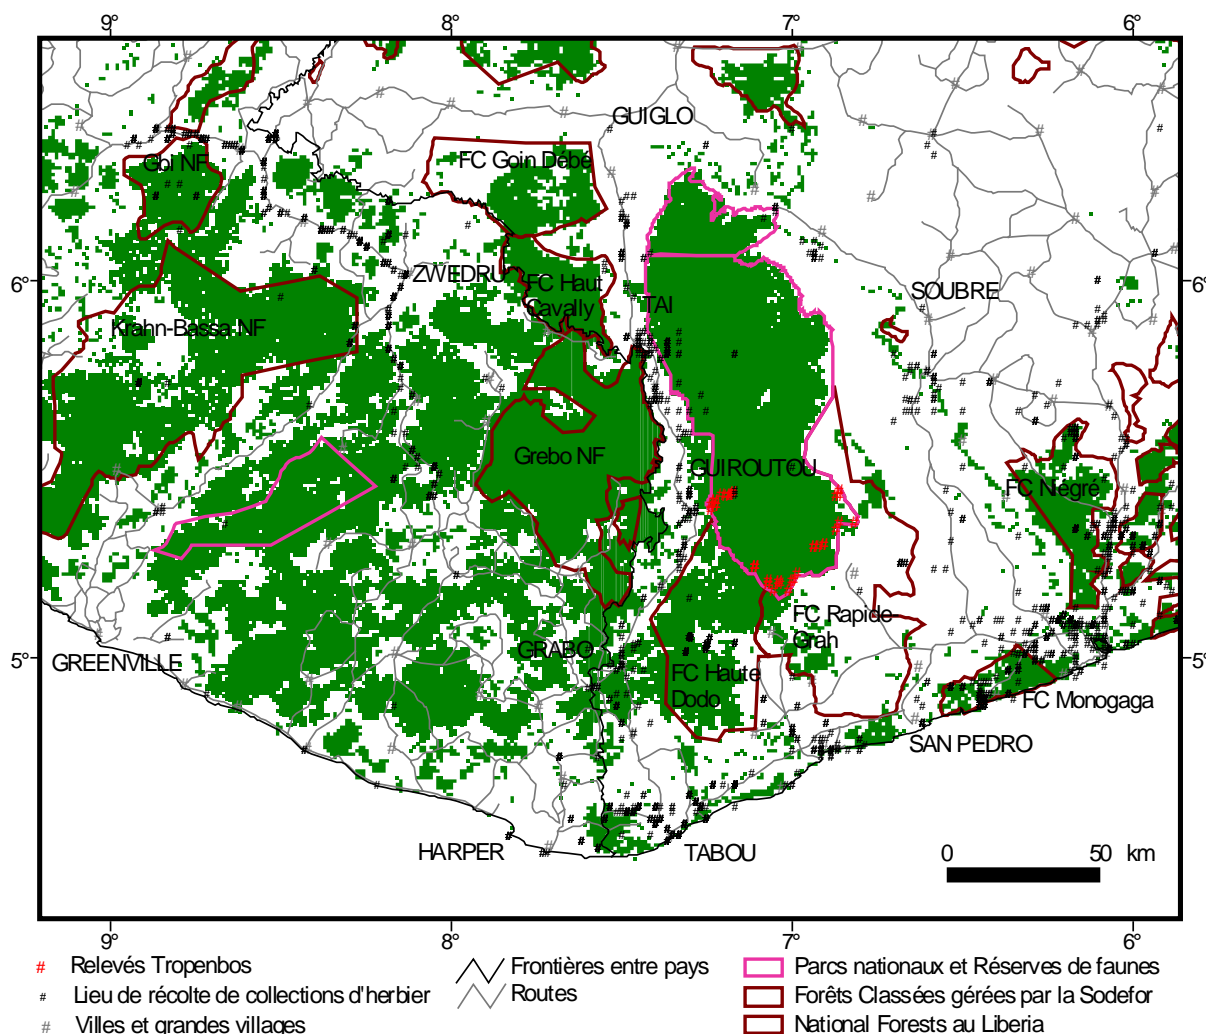 9° 8° 7° 6°
GUIGLO
Gbi NF
FC Goin Débé
6° ZWEDRU 6°
FC Haut
Cavally
TAI
SOUBRE
Krahn-Bassa NF
Grebo NF
GUIROUTOU
FC Négré
FC Rapide
Grah
GREENVILLE
GRABO
5° 5°
FC Haute
Dodo
FC Monogaga
SAN PEDRO
HARPER
TABOU
0 50 km
9° 8° 7° 6°
# Relevés Tropenbos
# Lieu de récolte de collections d'herbier
# Villes et grandes villages
Frontières entre pays
Routes
Parcs nationaux et Réserves de faunes
Forêts Classées gérées par la Sodefor
National Forests au Liberia